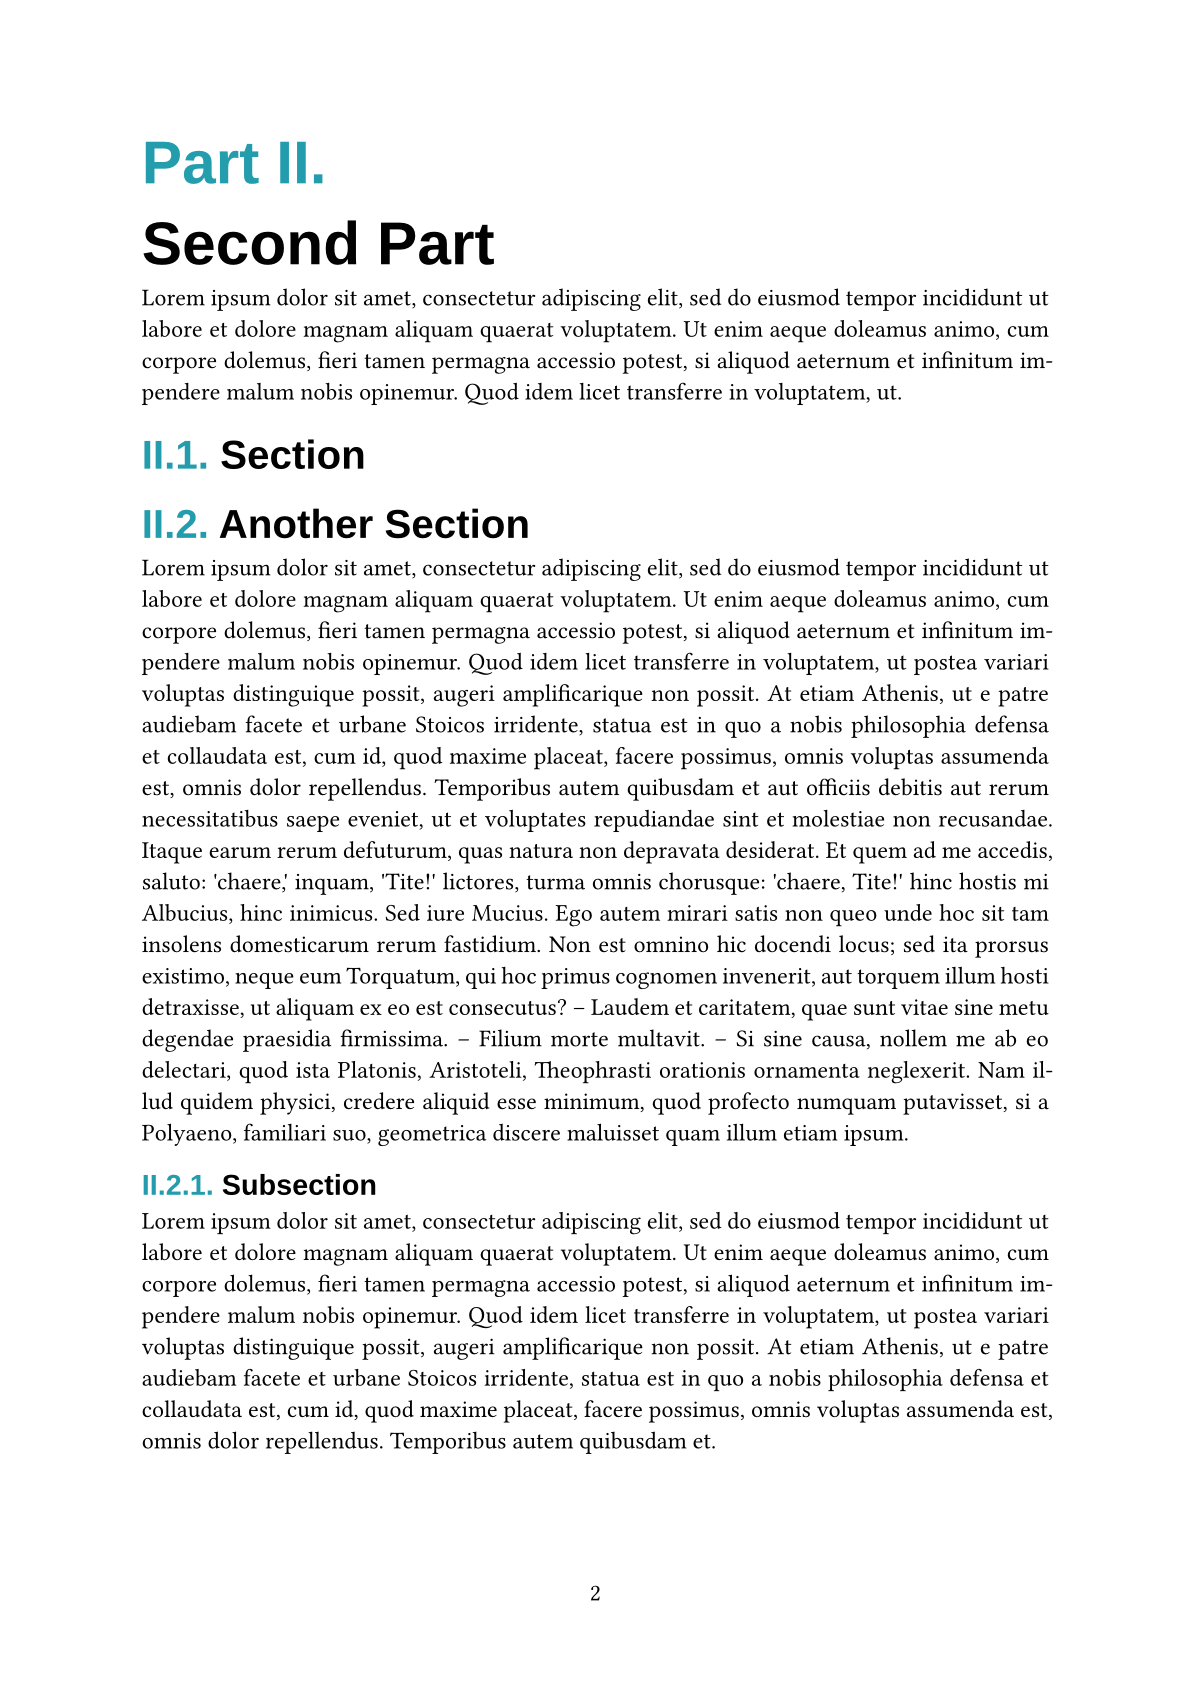 Part II.
Second Part
Lorem ipsum dolor sit amet, consectetur adipiscing elit, sed do eiusmod tempor incididunt ut
labore et dolore magnam aliquam quaerat voluptatem. Ut enim aeque doleamus animo, cum
corpore dolemus, fieri tamen permagna accessio potest, si aliquod aeternum et infinitum im-
pendere malum nobis opinemur. Quod idem licet transferre in voluptatem, ut.
II.1. Section
II.2. Another Section
Lorem ipsum dolor sit amet, consectetur adipiscing elit, sed do eiusmod tempor incididunt ut
labore et dolore magnam aliquam quaerat voluptatem. Ut enim aeque doleamus animo, cum
corpore dolemus, fieri tamen permagna accessio potest, si aliquod aeternum et infinitum im-
pendere malum nobis opinemur. Quod idem licet transferre in voluptatem, ut postea variari
voluptas distinguique possit, augeri amplificarique non possit. At etiam Athenis, ut e patre
audiebam facete et urbane Stoicos irridente, statua est in quo a nobis philosophia defensa
et collaudata est, cum id, quod maxime placeat, facere possimus, omnis voluptas assumenda
est, omnis dolor repellendus. Temporibus autem quibusdam et aut officiis debitis aut rerum
necessitatibus saepe eveniet, ut et voluptates repudiandae sint et molestiae non recusandae.
Itaque earum rerum defuturum, quas natura non depravata desiderat. Et quem ad me accedis,
saluto: 'chaere,' inquam, 'Tite!' lictores, turma omnis chorusque: 'chaere, Tite!' hinc hostis mi
Albucius, hinc inimicus. Sed iure Mucius. Ego autem mirari satis non queo unde hoc sit tam
insolens domesticarum rerum fastidium. Non est omnino hic docendi locus; sed ita prorsus
existimo, neque eum Torquatum, qui hoc primus cognomen invenerit, aut torquem illum hosti
detraxisse, ut aliquam ex eo est consecutus? – Laudem et caritatem, quae sunt vitae sine metu
degendae praesidia firmissima. – Filium morte multavit. – Si sine causa, nollem me ab eo
delectari, quod ista Platonis, Aristoteli, Theophrasti orationis ornamenta neglexerit. Nam il-
lud quidem physici, credere aliquid esse minimum, quod profecto numquam putavisset, si a
Polyaeno, familiari suo, geometrica discere maluisset quam illum etiam ipsum.
II.2.1. Subsection
Lorem ipsum dolor sit amet, consectetur adipiscing elit, sed do eiusmod tempor incididunt ut
labore et dolore magnam aliquam quaerat voluptatem. Ut enim aeque doleamus animo, cum
corpore dolemus, fieri tamen permagna accessio potest, si aliquod aeternum et infinitum im-
pendere malum nobis opinemur. Quod idem licet transferre in voluptatem, ut postea variari
voluptas distinguique possit, augeri amplificarique non possit. At etiam Athenis, ut e patre
audiebam facete et urbane Stoicos irridente, statua est in quo a nobis philosophia defensa et
collaudata est, cum id, quod maxime placeat, facere possimus, omnis voluptas assumenda est,
omnis dolor repellendus. Temporibus autem quibusdam et.
2